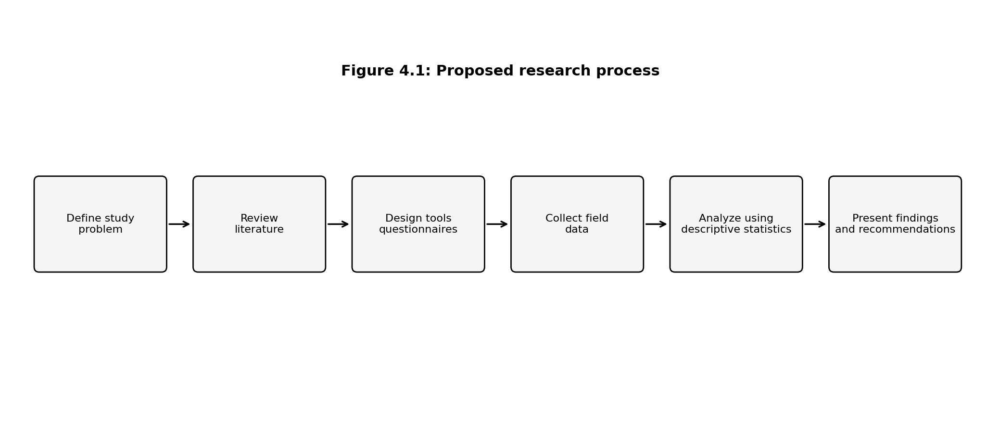 Figure 4.1: Proposed research process
Define study
problem
Review
literature
Design tools
questionnaires
Collect field
data
Analyze using
descriptive statistics
Present findings
and recommendations